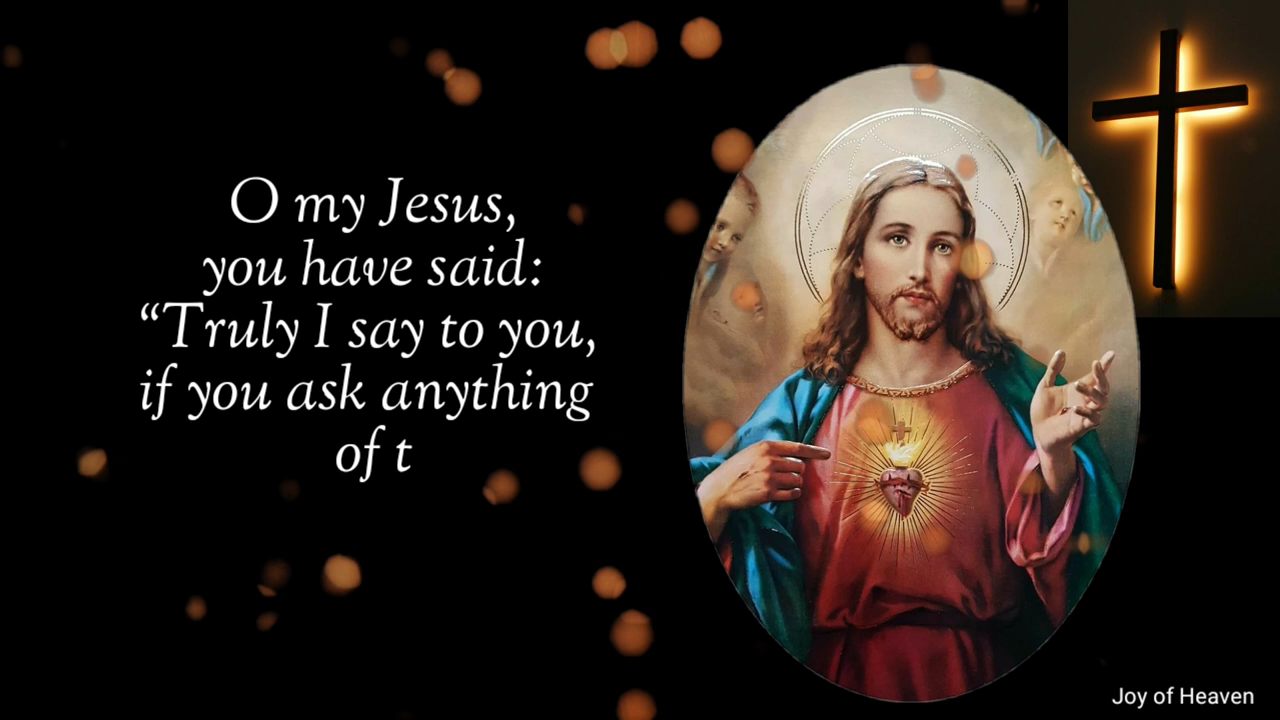 O my Jesus,
you have said:
“Truly I say to you,
if you ask anything
of t
Joy of Heaven